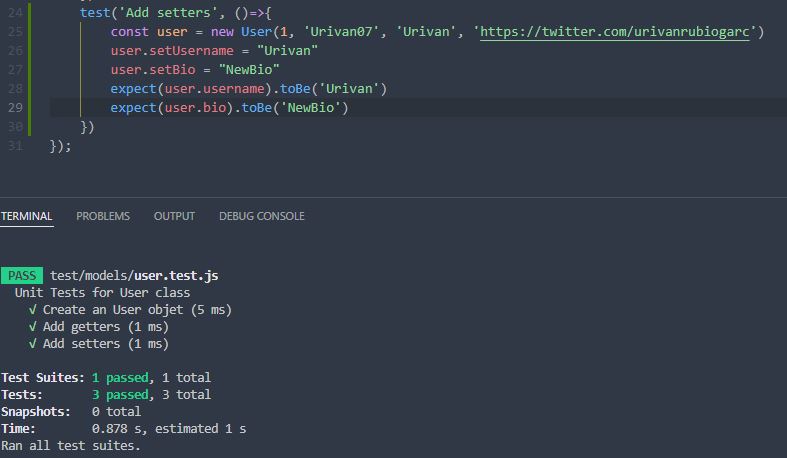 24 test('Add setters', ()=>{
25 const user = new User(1, 'Urivan07', 'Urivan', 'https://twitter.com/urivanrubiogarc')
26 user.setUsername = "Urivan"
27 user.setBio = "NewBio"
28 expect(user.username).toBe('Urivan')
29 expect(user.bio).toBe('NewBio')
30 })
31 });
TERMINAL PROBLEMS OUTPUT DEBUG CONSOLE
PASS test/models/user.test.js
Unit Tests for User class
√ Create an User objet (5 ms)
√ Add getters (1 ms)
√ Add setters (1 ms)
Test Suites: 1 passed, 1 total
Tests: 3 passed, 3 total
Snapshots: 0 total
Time: 0.878 s, estimated 1 s
Ran all test suites.